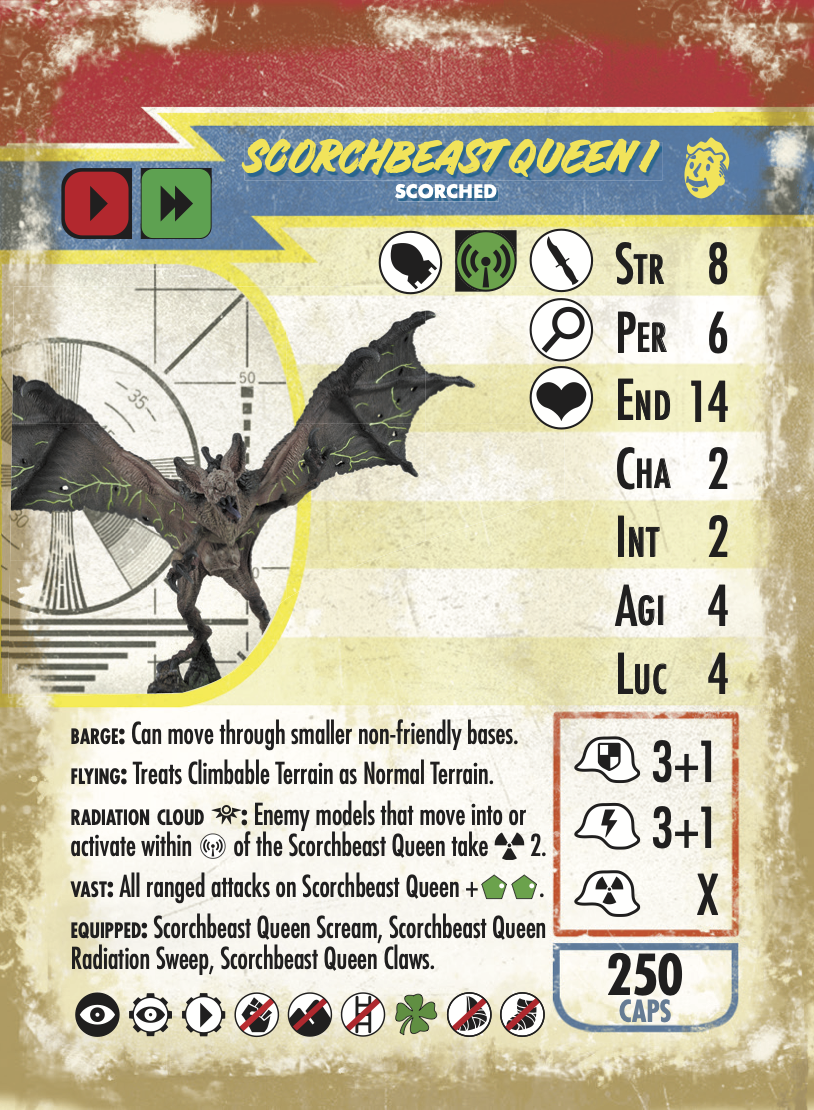 SCORCHBEAST QUEEN I
SCORCHED
STR 8
PER 6
END 14
CHA 2
INT 2
AGI 4
LUC 4
35
50
BARGE: Can move through smaller non-friendly bases.
FLYING: Treats Climbable Terrain as Normal Terrain.
RADIATION CLOUD : Enemy models that move into or
activate within of the Scorchbeast Queen take 2.
VAST: All ranged attacks on Scorchbeast Queen + .
EQUIPPED: Scorchbeast Queen Scream, Scorchbeast Queen
Radiation Sweep, Scorchbeast Queen Claws.
3+1
3+1
X
250
CAPS